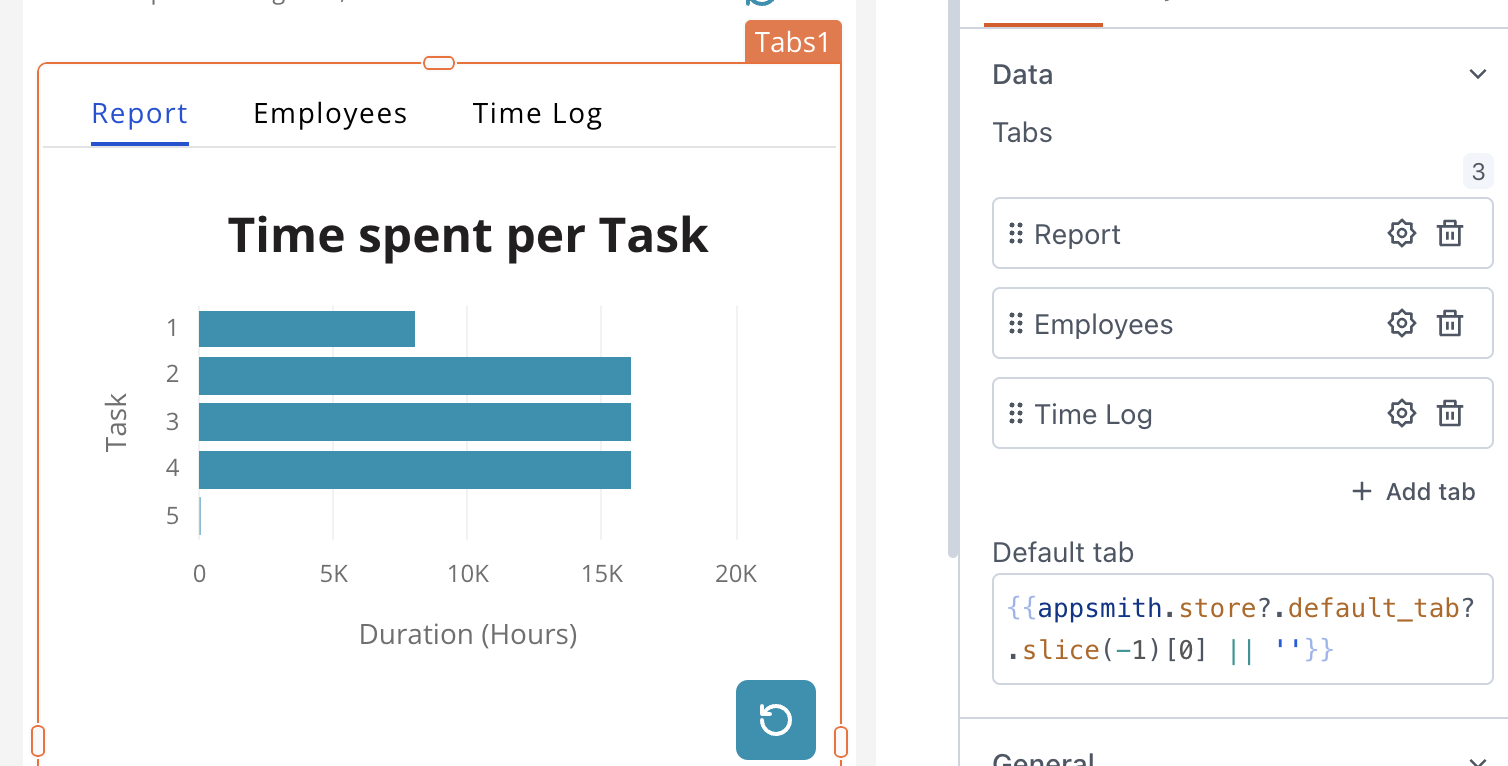 Tabs1
Report Employees Time Log
Time spent per Task
Task
1
2
3
4
5
0 5K 10K 15K 20K
Duration (Hours)
Data
Tabs
3
Report
Employees
Time Log
+ Add tab
Default tab
{{appsmith.store?.default_tab?
.slice(-1)[0] || ''}}
General